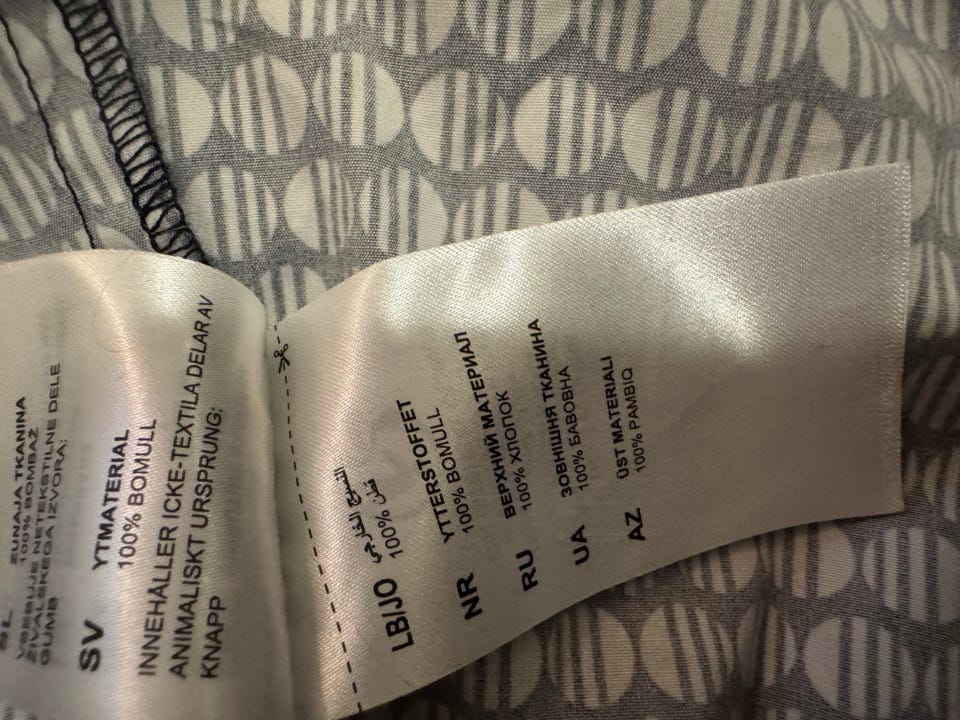 SL
ZUNAJA TKANINA
100% BOMBAŽ
VSEBUJE NETEKSTILNE DELE
ŽIVALSKEGA IZVORA:
GUMB
SV
YTMATERIAL
100% BOMULL
INNEHÅLLER ICKE-TEXTILA DELAR AV
ANIMALISKT URSPRUNG:
KNAPP
LB/JO
النسيج الخارجي
100% قطن
NR
YTTERSTOFFET
100% BOMULL
RU
ВЕРХНИЙ МАТЕРИАЛ
100% ХЛОПОК
UA
ЗОВНІШНЯ ТКАНИНА
100% БАВОВНА
AZ
ÜST MATERIALI
100% PAMBIQ